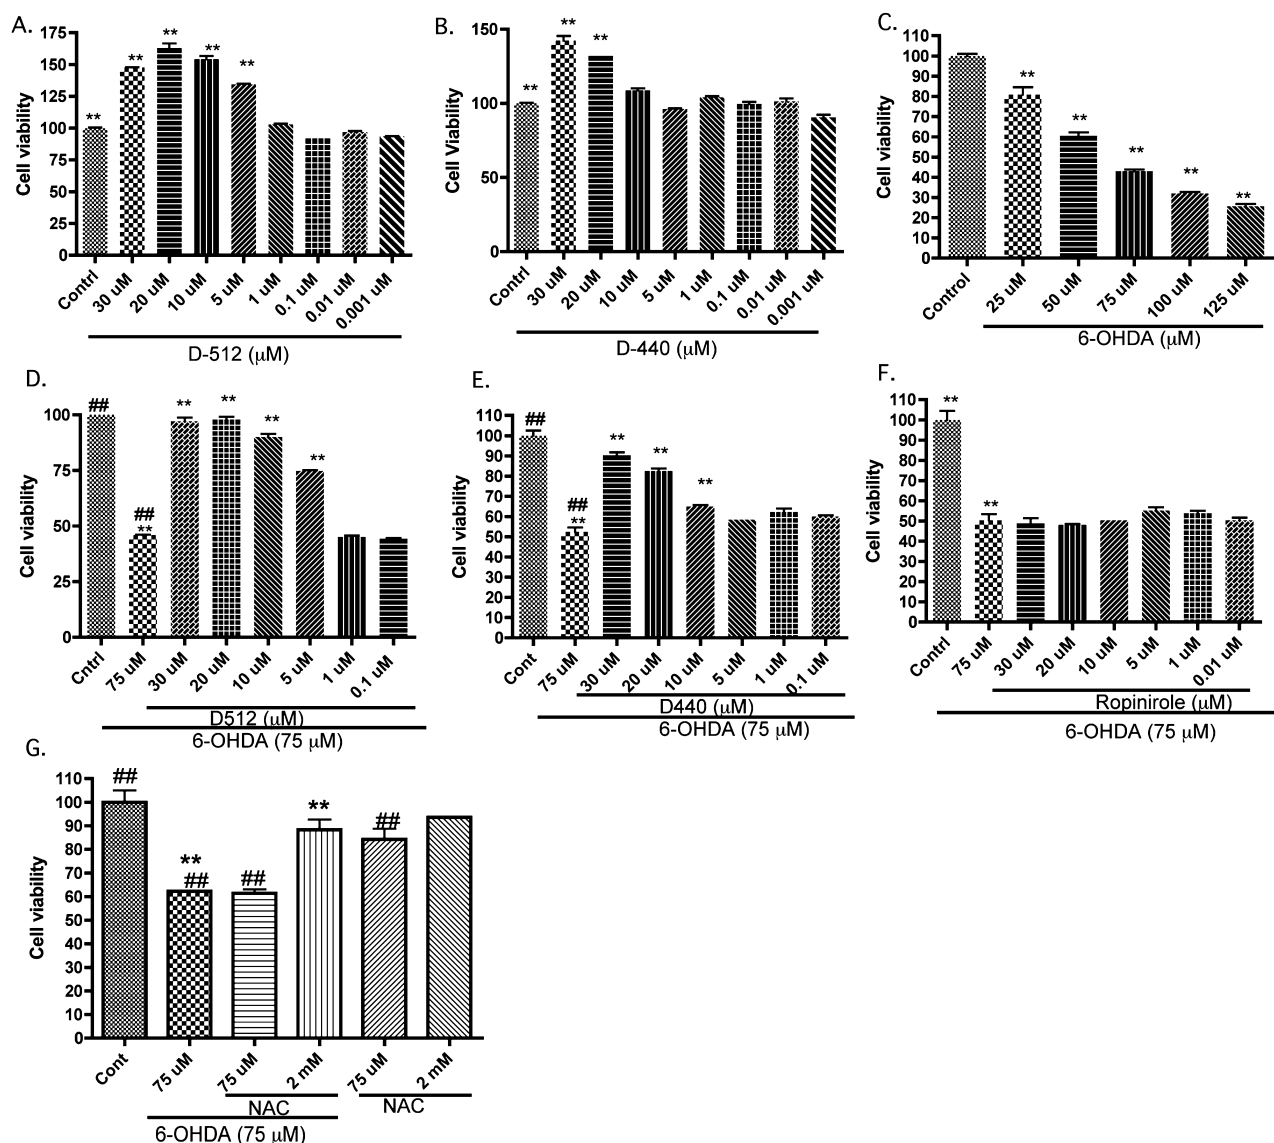 A.
Cell viability
175
150
125
100
75
50
25
0
** ** ** ** **
Contrl 30 uM 20 uM 10 uM 5 uM 1 uM 0.1 uM 0.01 uM 0.001 uM
D-512 (μM)
B.
Cell Viability
150
100
50
0
** ** **
Contrl 30 uM 20 uM 10 uM 5 uM 1 uM 0.1 uM 0.01 uM 0.001 uM
D-440 (μM)
C.
Cell viability
110
100
90
80
70
60
50
40
30
20
10
0
** ** ** ** **
Control 25 uM 50 uM 75 uM 100 uM 125 uM
6-OHDA (μM)
D.
Cell viability
100
75
50
25
0
## ## ** ** ** ** **
Cntrl 75 uM 30 uM 20 uM 10 uM 5 uM 1 uM 0.1 uM
D512 (μM)
6-OHDA (75 μM)
E.
Cell viability
110
100
90
80
70
60
50
40
30
20
10
0
## ## ** ** ** **
Cont 75 uM 30 uM 20 uM 10 uM 5 uM 1 uM 0.1 uM
D440 (μM)
6-OHDA (75 μM)
F.
Cell viability
110
100
90
80
70
60
50
40
30
20
10
0
** **
Contrl 75 uM 30 uM 20 uM 10 uM 5 uM 1 uM 0.01 uM
Ropinirole (μM)
6-OHDA (75 μM)
G.
Cell viability
110
100
90
80
70
60
50
40
30
20
10
0
## ** ## ## ** ##
Cont 75 uM 75 uM 2 mM 75 uM 2 mM
NAC NAC
6-OHDA (75 μM)